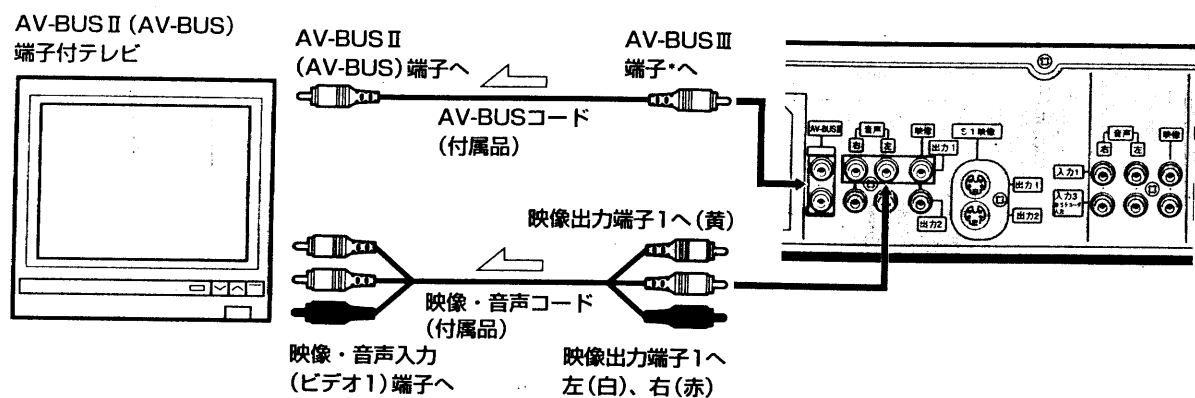 AV-BUSⅡ(AV-BUS)
端子付テレビ
AV-BUSⅡ
(AV-BUS)端子へ
AV-BUSⅢ
端子*へ
AV-BUSコード
(付属品)
映像出力端子1へ(黄)
映像・音声コード
(付属品)
映像・音声入力
(ビデオ1)端子へ
映像出力端子1へ
左(白)、右(赤)
音声
右
左
映像
出力1
出力2
S1映像
出力1
出力2
音声
右
左
映像
入力1
入力3